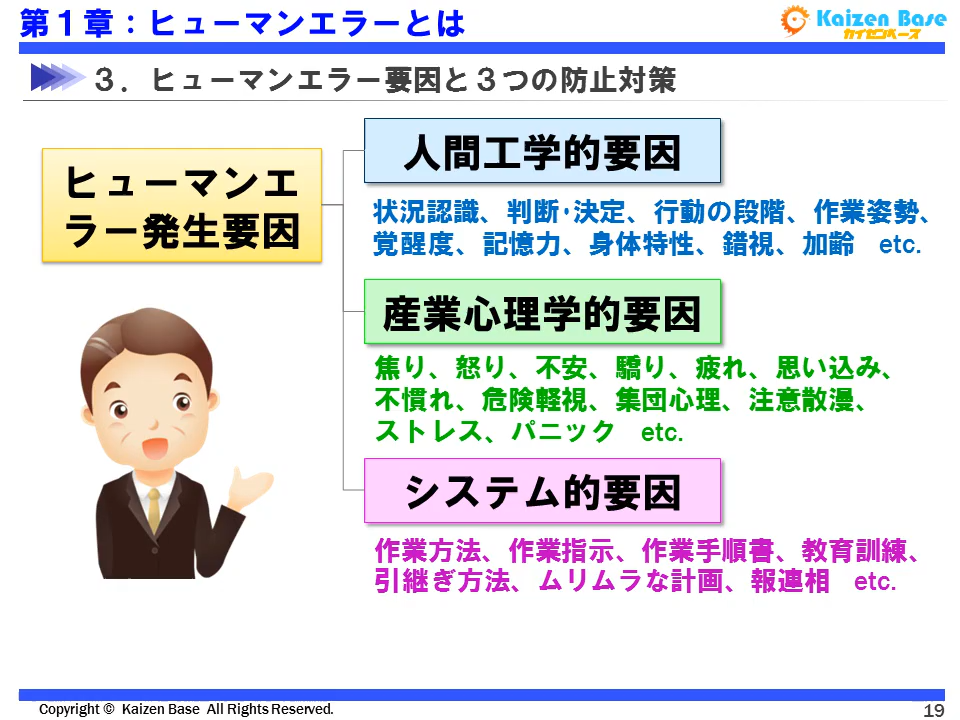 第１章：ヒューマンエラーとは
Kaizen Base
カイゼンベース
３．ヒューマンエラー要因と３つの防止対策
ヒューマンエ
ラー発生要因
人間工学的要因
状況認識、判断･決定、行動の段階、作業姿勢、
覚醒度、記憶力、身体特性、錯視、加齢　etc.
産業心理学的要因
焦り、怒り、不安、驕り、疲れ、思い込み、
不慣れ、危険軽視、集団心理、注意散漫、
ストレス、パニック　etc.
システム的要因
作業方法、作業指示、作業手順書、教育訓練、
引継ぎ方法、ムリムラな計画、報連相　etc.
Copyright © Kaizen Base All Rights Reserved.
19